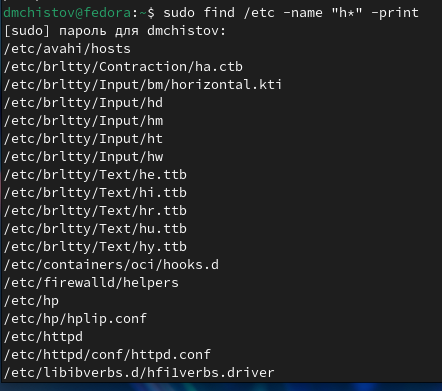 dmchistov@fedora:~$ sudo find /etc -name "h*" -print
[sudo] пароль для dmchistov:
/etc/avahi/hosts
/etc/brltty/Contraction/ha.ctb
/etc/brltty/Input/bm/horizontal.kti
/etc/brltty/Input/hd
/etc/brltty/Input/hm
/etc/brltty/Input/ht
/etc/brltty/Input/hw
/etc/brltty/Text/he.ttb
/etc/brltty/Text/hi.ttb
/etc/brltty/Text/hr.ttb
/etc/brltty/Text/hu.ttb
/etc/brltty/Text/hy.ttb
/etc/containers/oci/hooks.d
/etc/firewalld/helpers
/etc/hp
/etc/hp/hplip.conf
/etc/httpd
/etc/httpd/conf/httpd.conf
/etc/libibverbs.d/hfi1verbs.driver